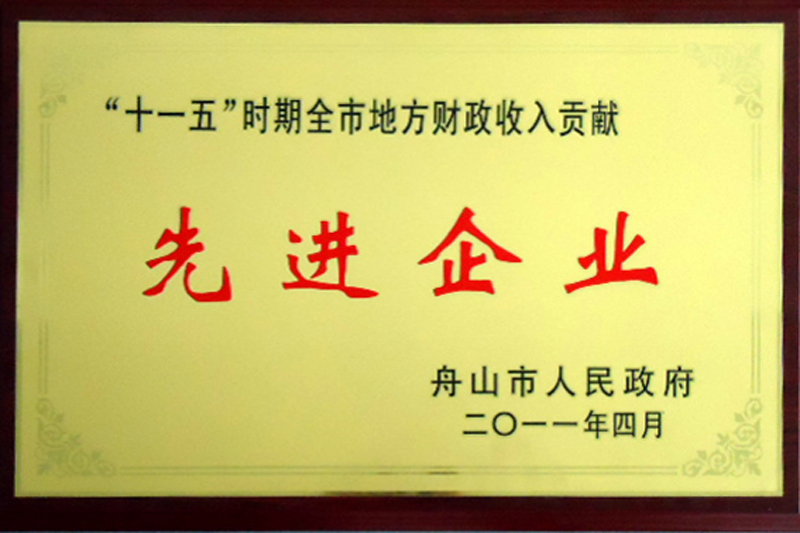 “十一五”时期全市地方财政收入贡献
先进企业
舟山市人民政府
二〇一一年四月